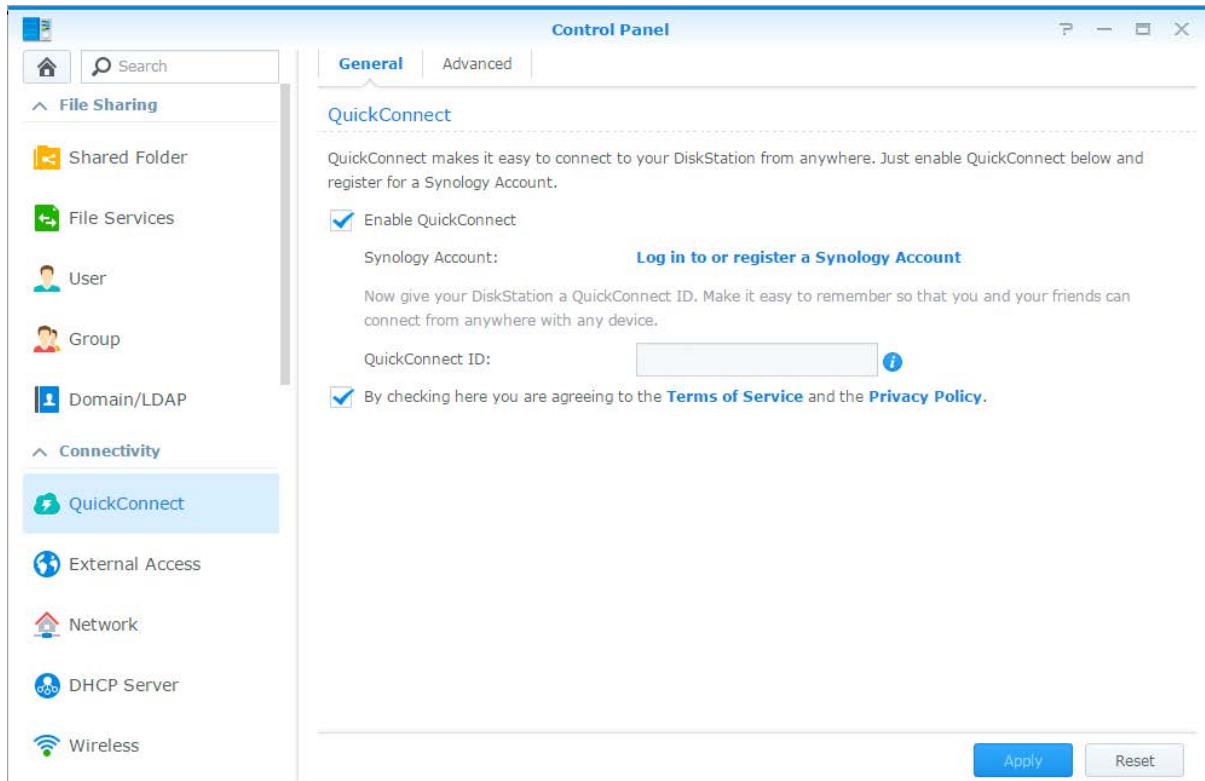 Control Panel
Search
File Sharing
Shared Folder
File Services
User
Group
Domain/LDAP
Connectivity
QuickConnect
External Access
Network
DHCP Server
Wireless
General Advanced
QuickConnect
QuickConnect makes it easy to connect to your DiskStation from anywhere. Just enable QuickConnect below and
register for a Synology Account.
Enable QuickConnect
Synology Account: Log in to or register a Synology Account
Now give your DiskStation a QuickConnect ID. Make it easy to remember so that you and your friends can
connect from anywhere with any device.
QuickConnect ID:
By checking here you are agreeing to the Terms of Service and the Privacy Policy.
Apply Reset